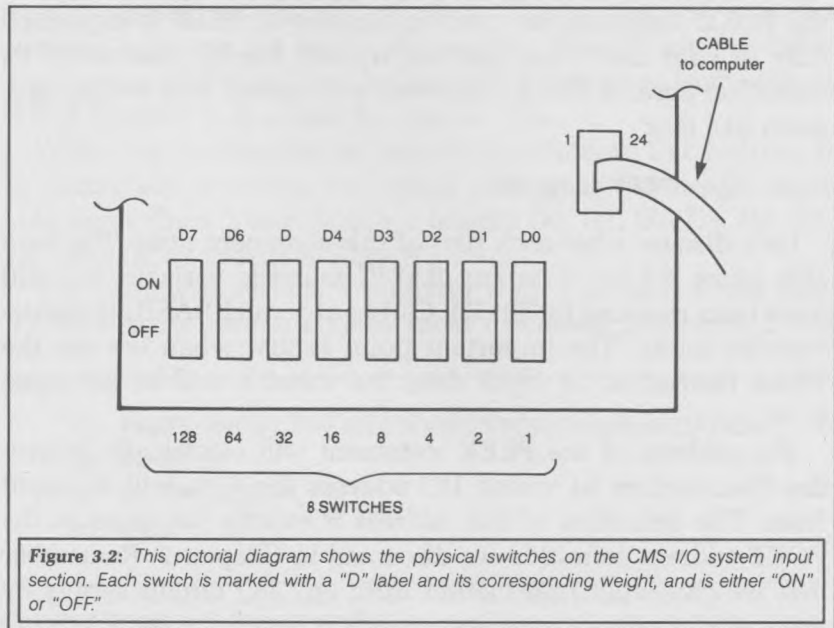 CABLE
to computer
1 24
D7 D6 D D4 D3 D2 D1 D0
ON
OFF
128 64 32 16 8 4 2 1
8 SWITCHES
Figure 3.2: This pictorial diagram shows the physical switches on the CMS I/O system input
section. Each switch is marked with a “D” label and its corresponding weight, and is either “ON”
or “OFF.”